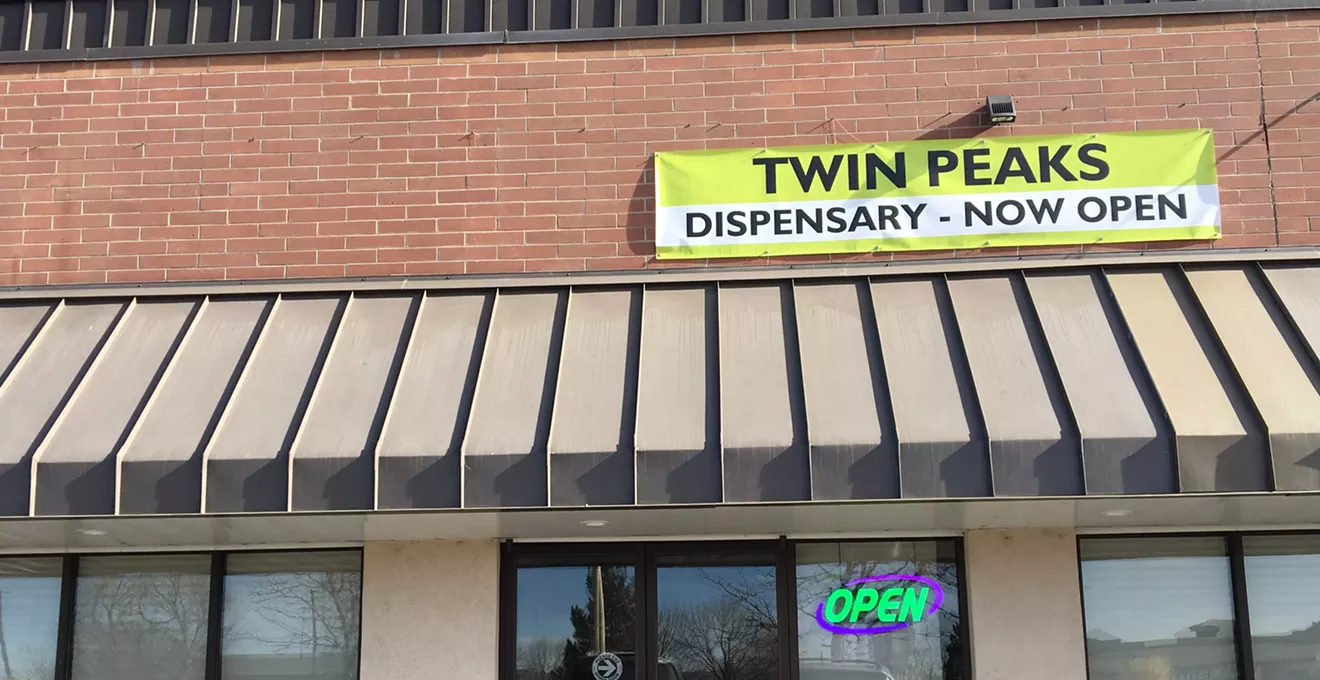 TWIN PEAKS
DISPENSARY - NOW OPEN
OPEN